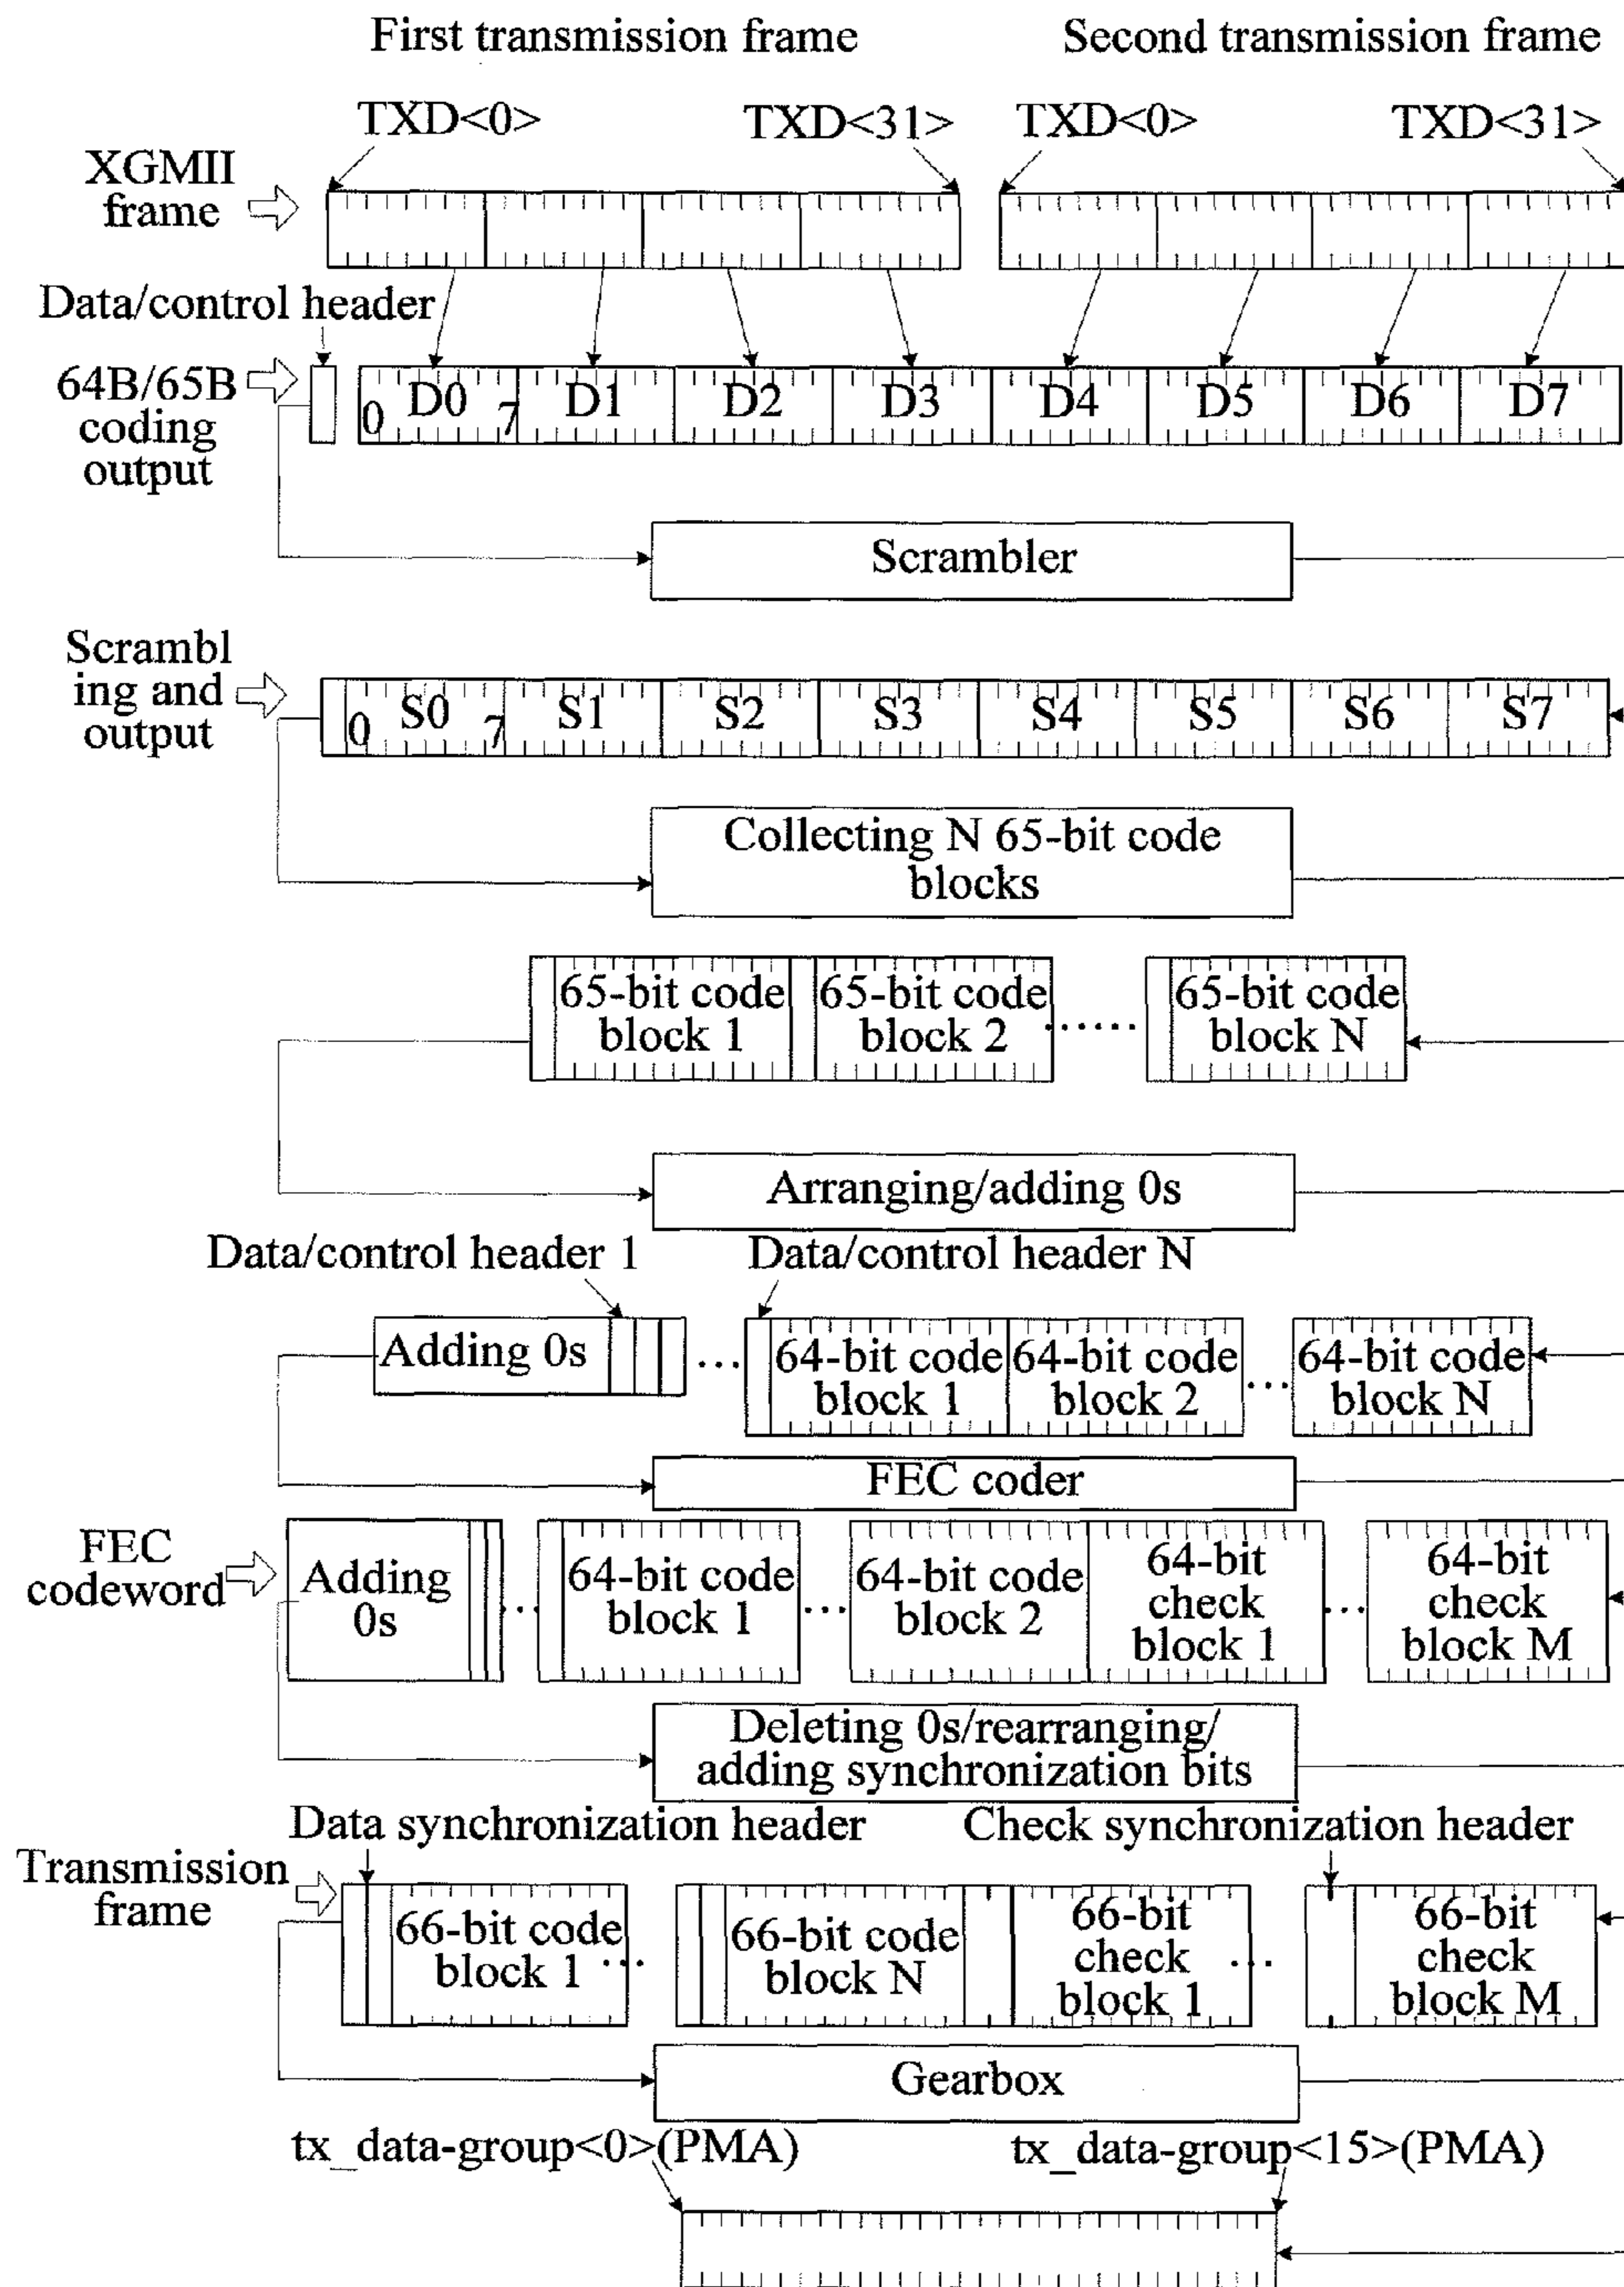 First transmission frame
Second transmission frame
TXD<0>
TXD<31>
TXD<0>
TXD<31>
XGMII
frame
Data/control header
64B/65B
coding
output
0
D0
7
D1
D2
D3
D4
D5
D6
D7
Scrambler
Scrambl
ing and
output
0
S0
7
S1
S2
S3
S4
S5
S6
S7
Collecting N 65-bit code
blocks
65-bit code
block 1
65-bit code
block 2
......
65-bit code
block N
Arranging/adding 0s
Data/control header 1
Data/control header N
Adding 0s
...
64-bit code
block 1
64-bit code
block 2
...
64-bit code
block N
FEC coder
FEC
codeword
Adding
0s
...
64-bit code
block 1
...
64-bit code
block 2
64-bit
check
block 1
...
64-bit
check
block M
Deleting 0s/rearranging/
adding synchronization bits
Data synchronization header
Check synchronization header
Transmission
frame
66-bit code
block 1
...
66-bit code
block N
66-bit
check
block 1
...
66-bit
check
block M
Gearbox
tx_data-group<0>(PMA)
tx_data-group<15>(PMA)